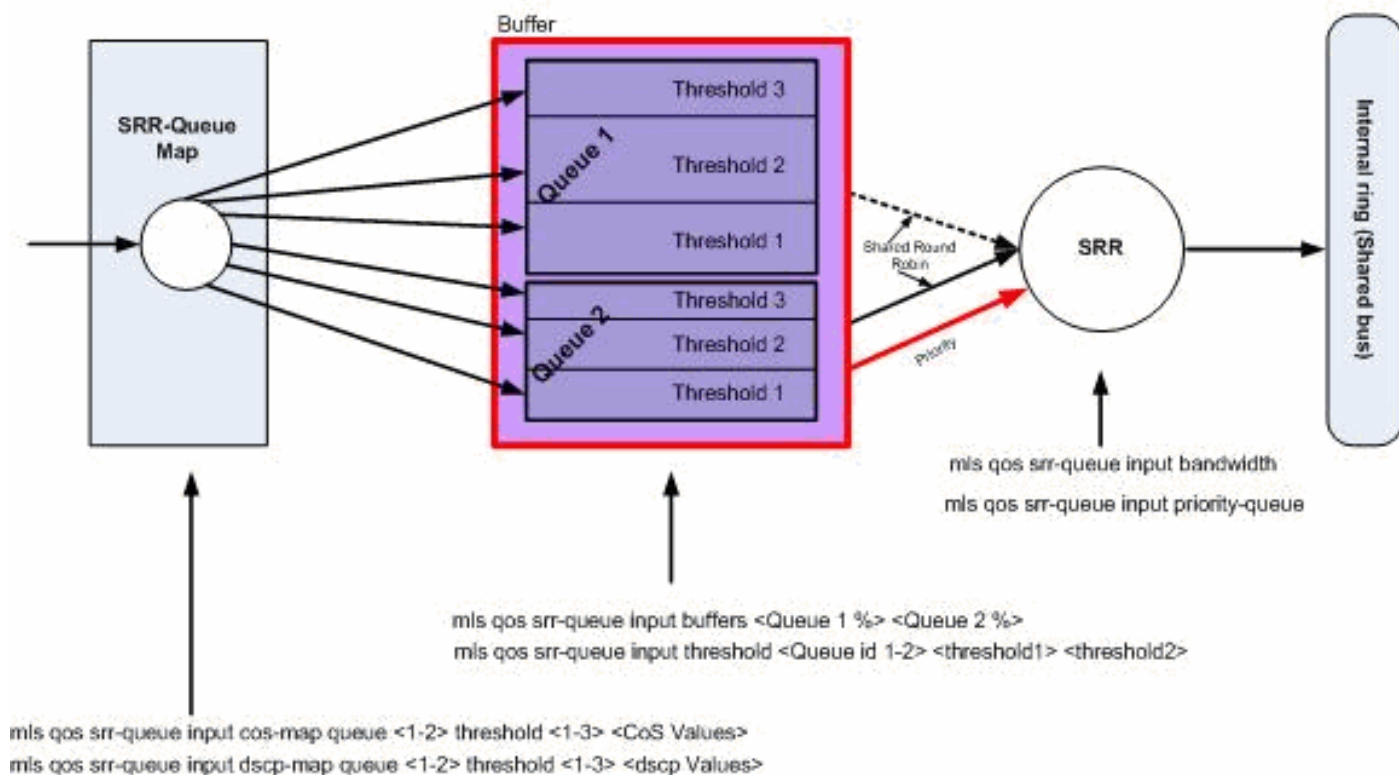 Buffer
SRR-Queue
Map
Queue 1
Threshold 3
Threshold 2
Threshold 1
Queue 2
Threshold 3
Threshold 2
Threshold 1
Shared Round
Robin
Priority
SRR
Internal ring (Shared bus)
mls qos srr-queue input bandwidth
mls qos srr-queue input priority-queue
mls qos srr-queue input buffers <Queue 1 %> <Queue 2 %>
mls qos srr-queue input threshold <Queue id 1-2> <threshold1> <threshold2>
mls qos srr-queue input cos-map queue <1-2> threshold <1-3> <CoS Values>
mls qos srr-queue input dscp-map queue <1-2> threshold <1-3> <dscp Values>